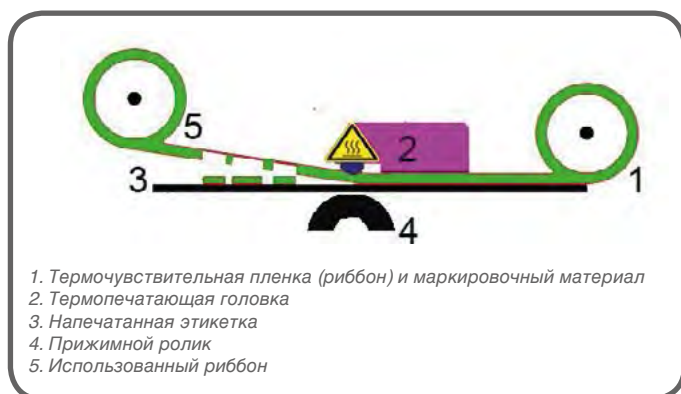 5
2
3
1
4
1. Термочувствительная пленка (риббон) и маркировочный материал
2. Термопечатающая головка
3. Напечатанная этикетка
4. Прижимной ролик
5. Использованный риббон